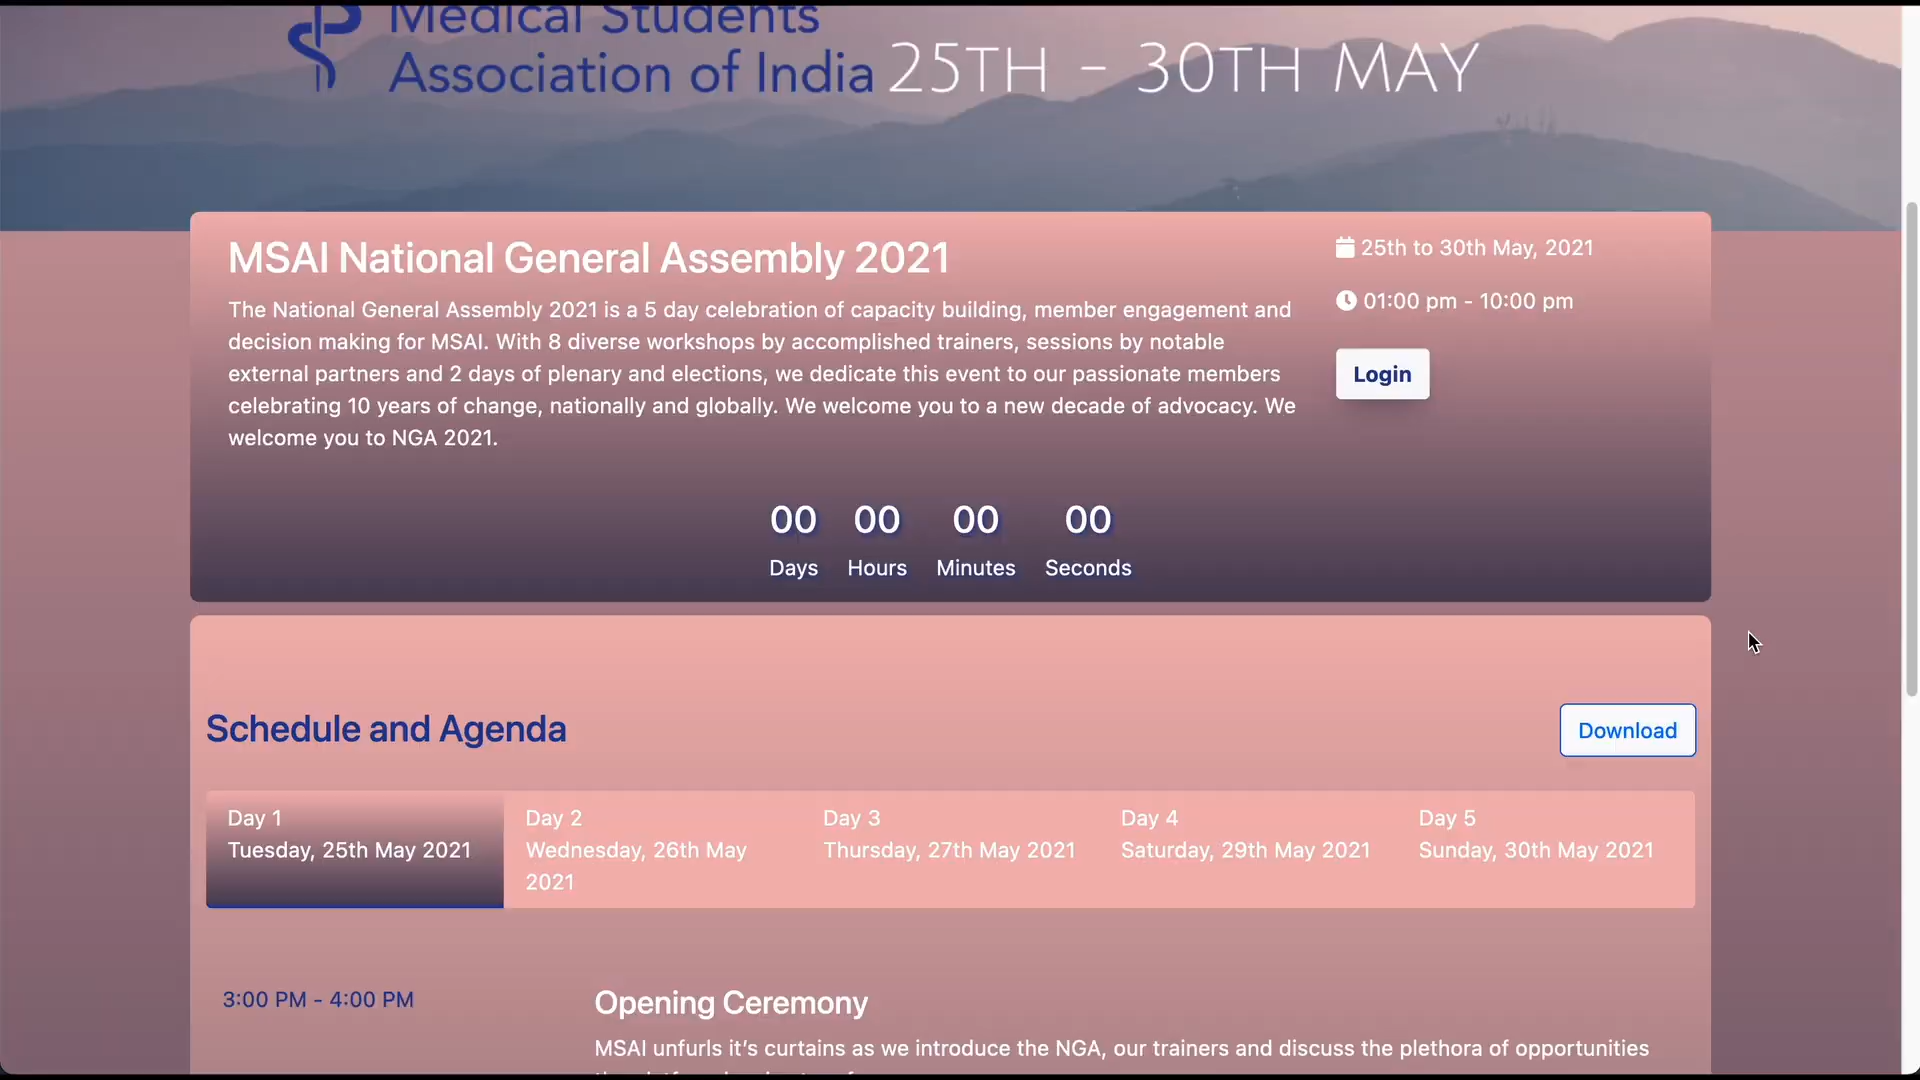 Medical Students
Association of India
25TH - 30TH MAY
MSAI National General Assembly 2021
The National General Assembly 2021 is a 5 day celebration of capacity building, member engagement and
decision making for MSAI. With 8 diverse workshops by accomplished trainers, sessions by notable
external partners and 2 days of plenary and elections, we dedicate this event to our passionate members
celebrating 10 years of change, nationally and globally. We welcome you to a new decade of advocacy. We
welcome you to NGA 2021.
25th to 30th May, 2021
01:00 pm - 10:00 pm
Login
00 00 00 00
Days Hours Minutes Seconds
Schedule and Agenda
Download
Day 1
Tuesday, 25th May 2021
Day 2
Wednesday, 26th May
2021
Day 3
Thursday, 27th May 2021
Day 4
Saturday, 29th May 2021
Day 5
Sunday, 30th May 2021
3:00 PM - 4:00 PM
Opening Ceremony
MSAI unfurls it’s curtains as we introduce the NGA, our trainers and discuss the plethora of opportunities